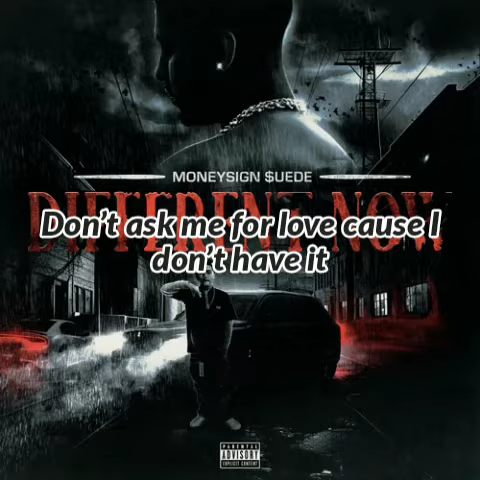 MONEYSIGN $UEDE
DIFFERENT NOW
Don't ask me for love cause I
don't have it
PARENTAL
ADVISORY
EXPLICIT CONTENT